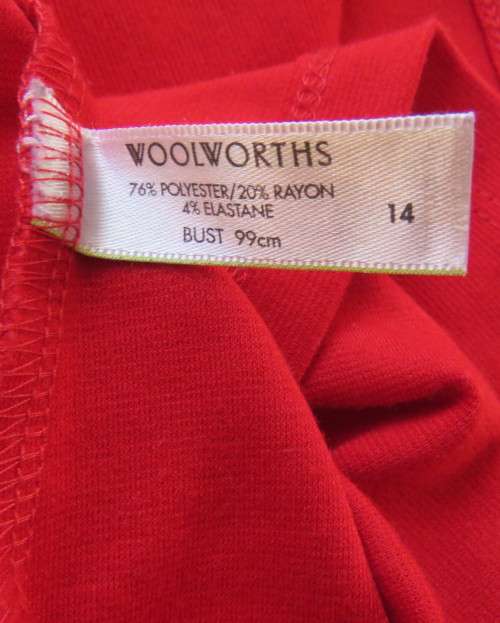 WOOLWORTHS
76% POLYESTER/20% RAYON
4% ELASTANE
BUST 99cm
14